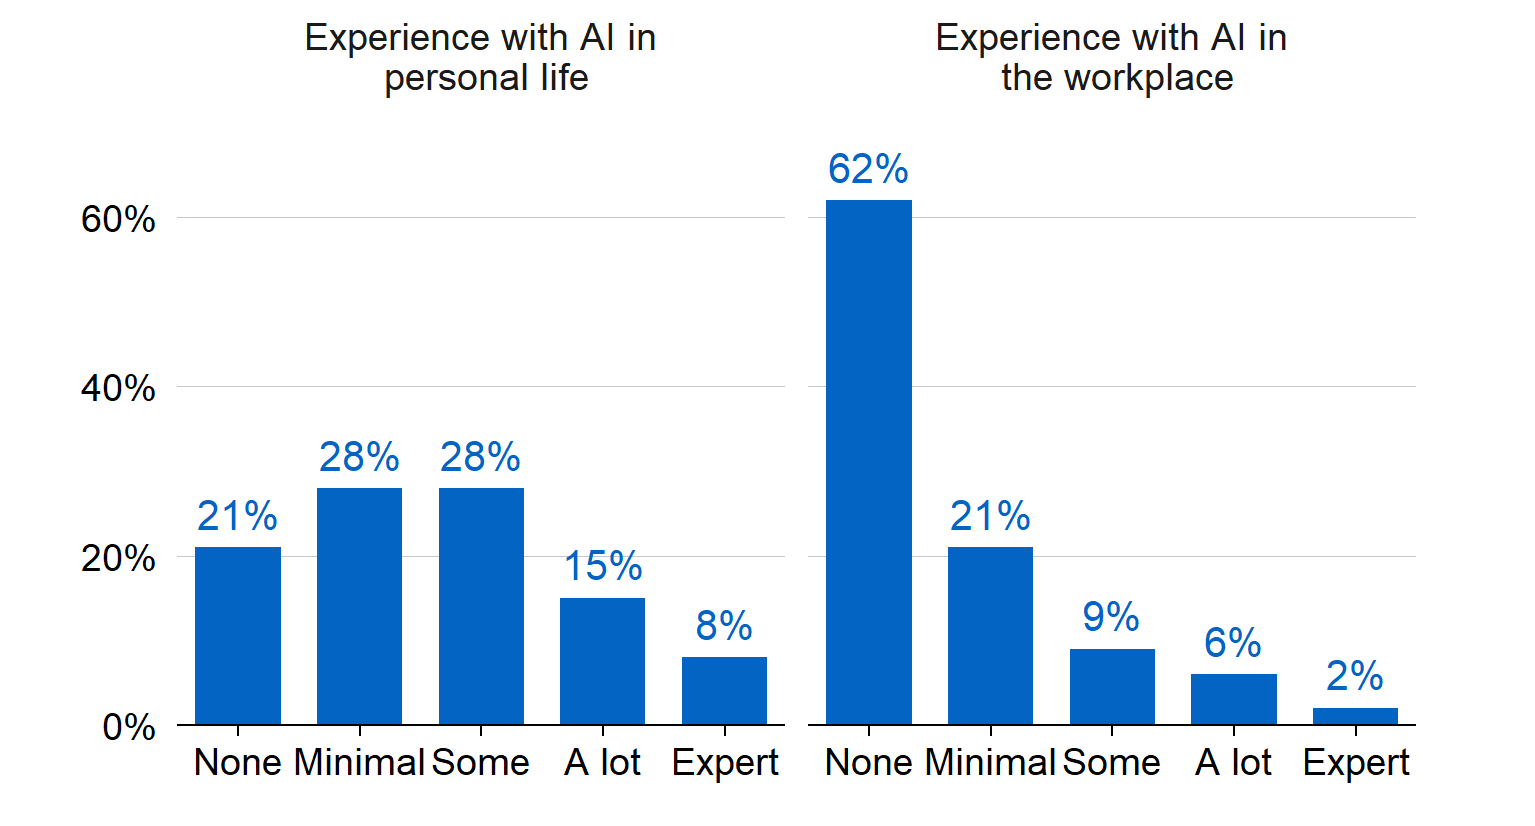 Experience with AI in
personal life
Experience with AI in
the workplace
60%
40%
20%
0%
21%
28%
28%
15%
8%
None Minimal Some A lot Expert
62%
21%
9%
6%
2%
None Minimal Some A lot Expert